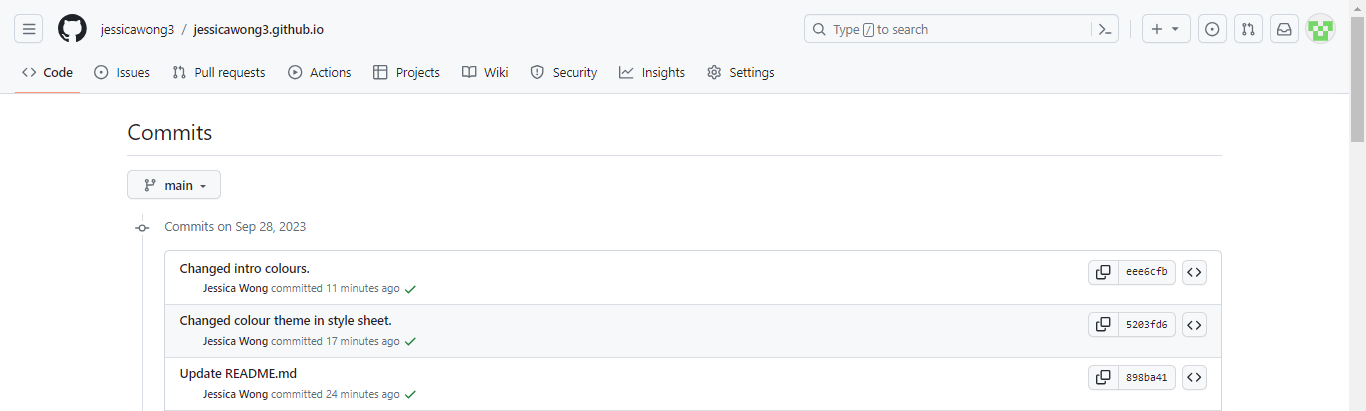 jessicawong3 / jessicawong3.github.io
Type / to search
Code Issues Pull requests Actions Projects Wiki Security Insights Settings
Commits
main
Commits on Sep 28, 2023
Changed intro colours.
eee6cfb
Jessica Wong committed 11 minutes ago
Changed colour theme in style sheet.
5203fd6
Jessica Wong committed 17 minutes ago
Update README.md
898ba41
Jessica Wong committed 24 minutes ago